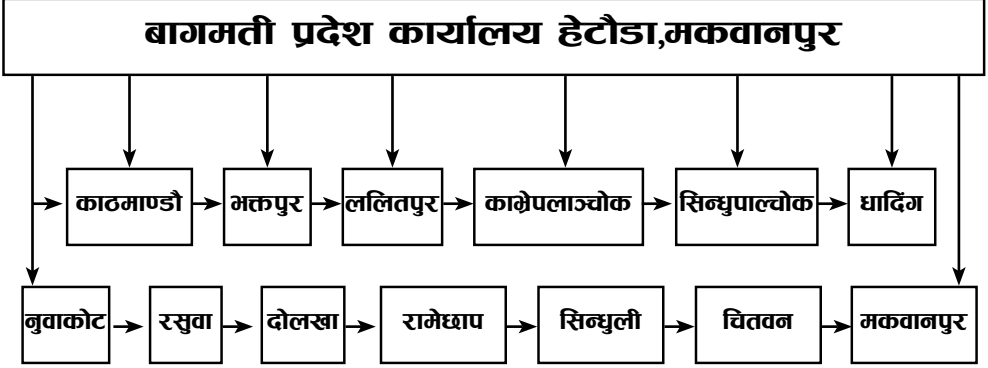 बागमती प्रदेश कार्यालय हेटौडा,मकवानपुर
काठमाण्डौ भक्तपुर ललितपुर काभ्रेपलाञ्चोक सिन्धुपाल्चोक धादिंग
नुवाकोट रसुवा दोलखा रामेछाप सिन्धुली चितवन मकवानपुर